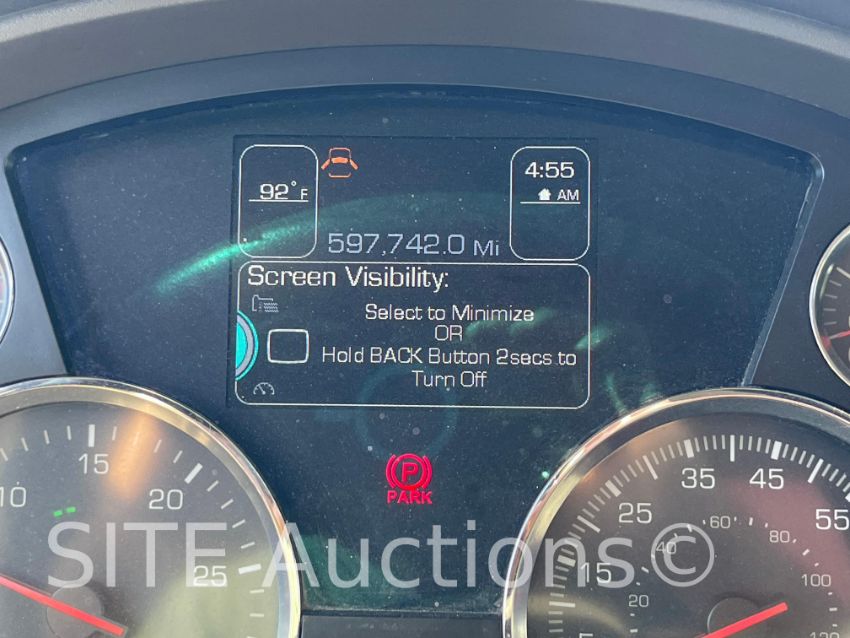 92°F
4:55
AM
597,742.0 Mi
Screen Visibility:
Select to Minimize
OR
Hold BACK Button 2secs to
Turn Off
P
PARK
10 15 20 25
5 15 25 35 45 55
20 40 60 80 100 120
SITE Auctions©